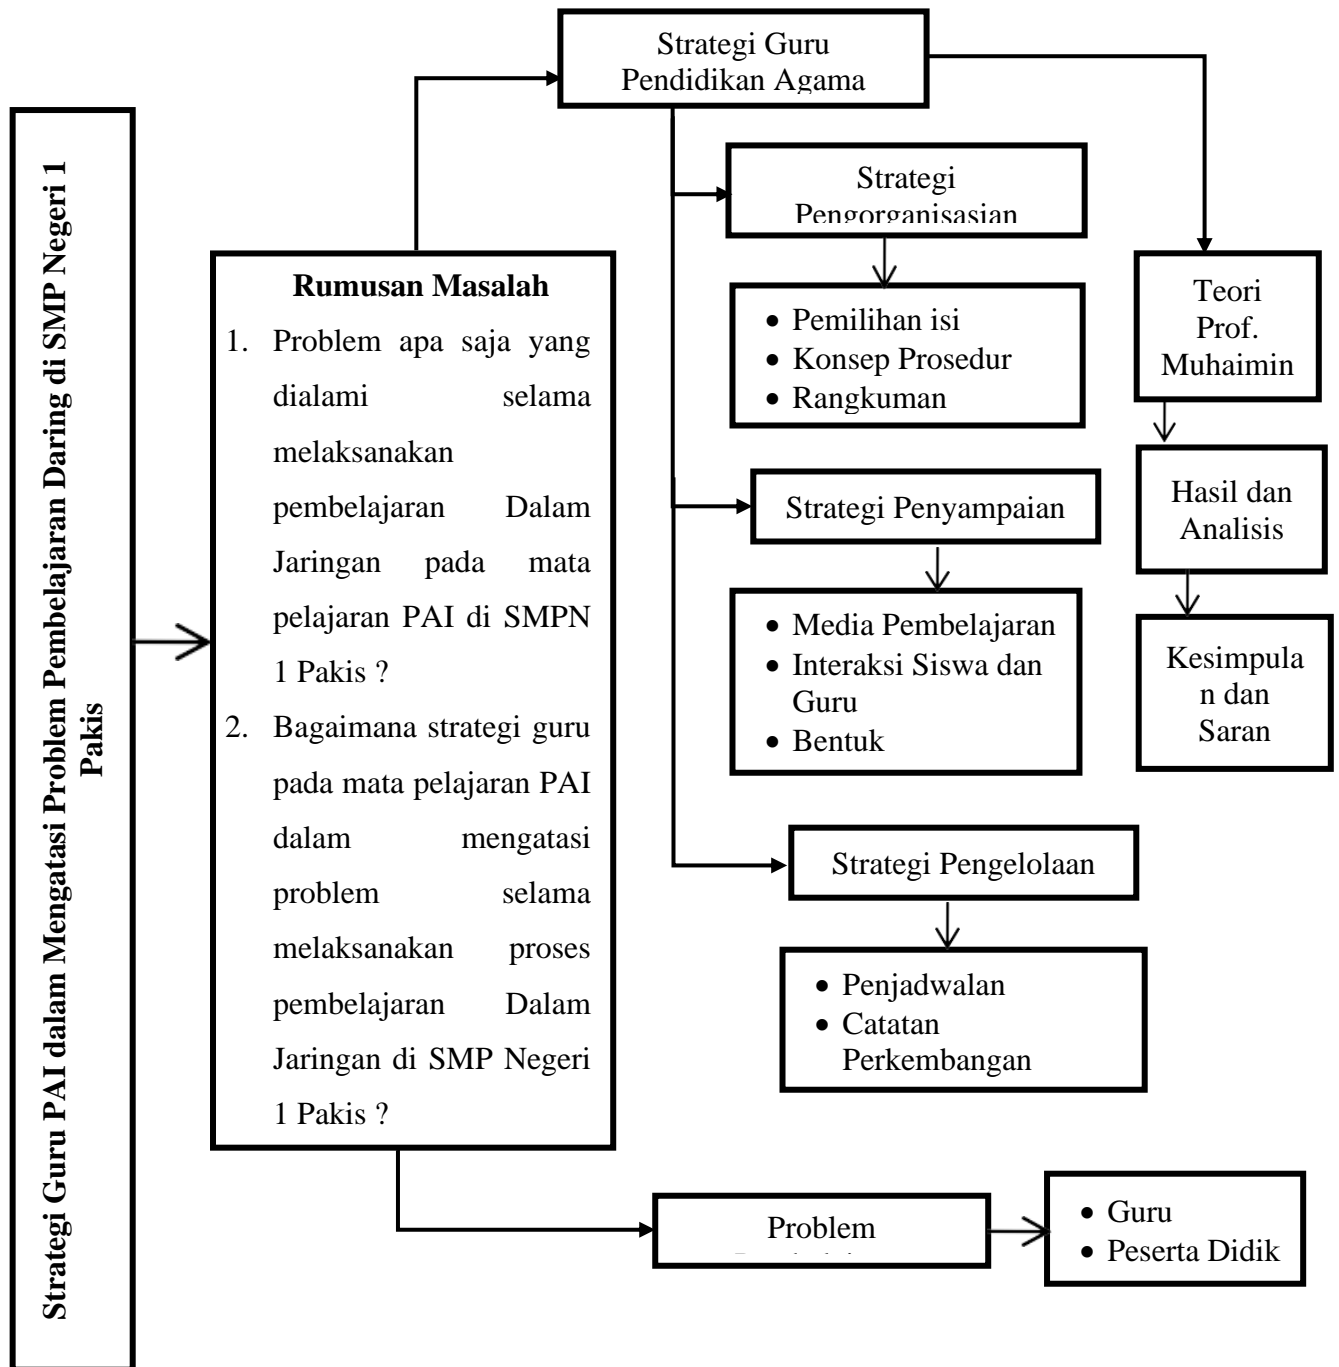 Strategi Guru PAI dalam Mengatasi Problem Pembelajaran Daring di SMP Negeri 1
Pakis
Rumusan Masalah
1. Problem apa saja yang
dialami selama
melaksanakan
pembelajaran Dalam
Jaringan pada mata
pelajaran PAI di SMPN
1 Pakis ?
2. Bagaimana strategi guru
pada mata pelajaran PAI
dalam mengatasi
problem selama
melaksanakan proses
pembelajaran Dalam
Jaringan di SMP Negeri
1 Pakis ?
Strategi Guru
Pendidikan Agama
Strategi
Pengorganisasian
• Pemilihan isi
• Konsep Prosedur
• Rangkuman
Strategi Penyampaian
• Media Pembelajaran
• Interaksi Siswa dan
Guru
• Bentuk
Strategi Pengelolaan
• Penjadwalan
• Catatan
Perkembangan
Teori
Prof.
Muhaimin
Hasil dan
Analisis
Kesimpula
n dan
Saran
Problem
• Guru
• Peserta Didik